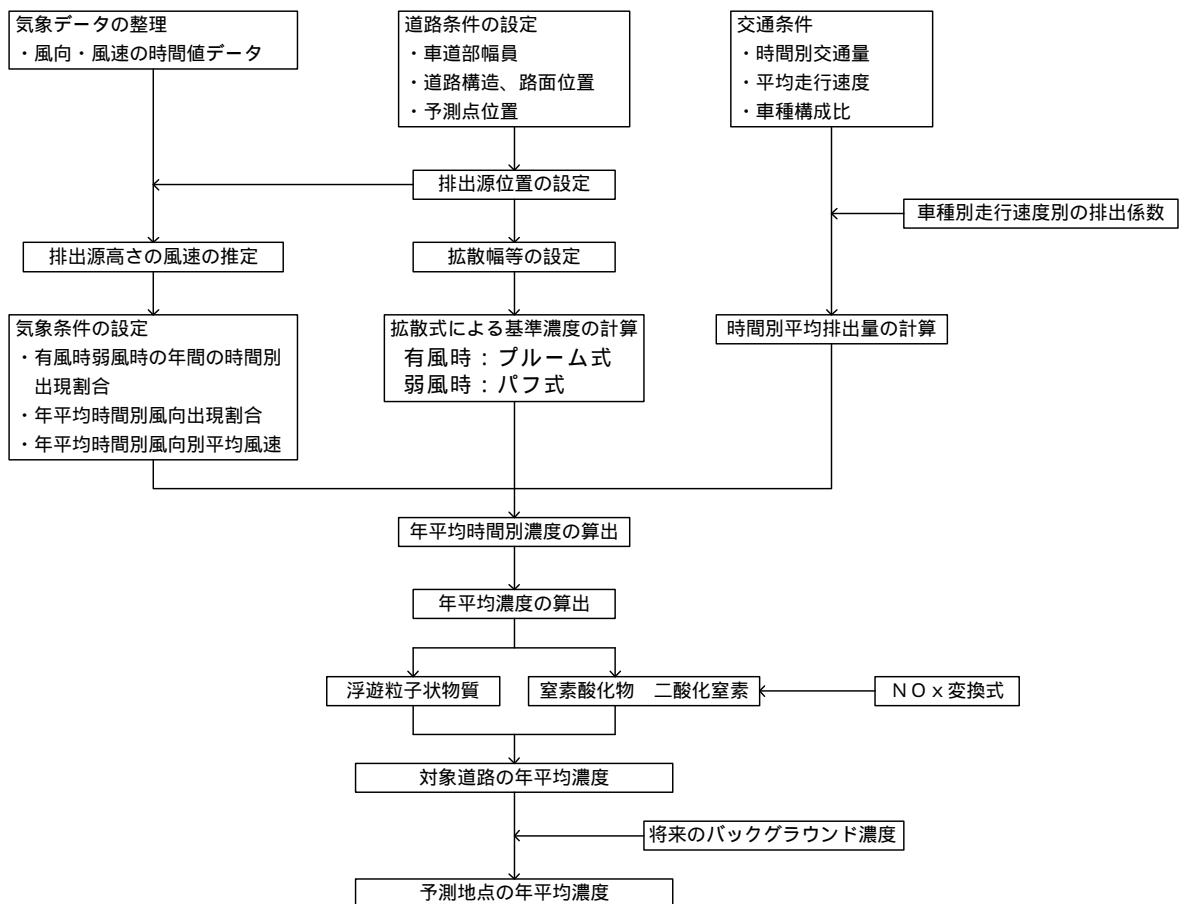 気象データの整理
・風向・風速の時間値データ
道路条件の設定
・車道部幅員
・道路構造、路面位置
・予測点位置
交通条件
・時間別交通量
・平均走行速度
・車種構成比
排出源位置の設定
車種別走行速度別の排出係数
排出源高さの風速の推定
拡散幅等の設定
気象条件の設定
・有風時弱風時の年間の時間別
出現割合
・年平均時間別風向出現割合
・年平均時間別風向別平均風速
拡散式による基準濃度の計算
有風時：プルーム式
弱風時：パフ式
時間別平均排出量の計算
年平均時間別濃度の算出
年平均濃度の算出
浮遊粒子状物質
窒素酸化物　二酸化窒素
ＮＯｘ変換式
対象道路の年平均濃度
将来のバックグラウンド濃度
予測地点の年平均濃度